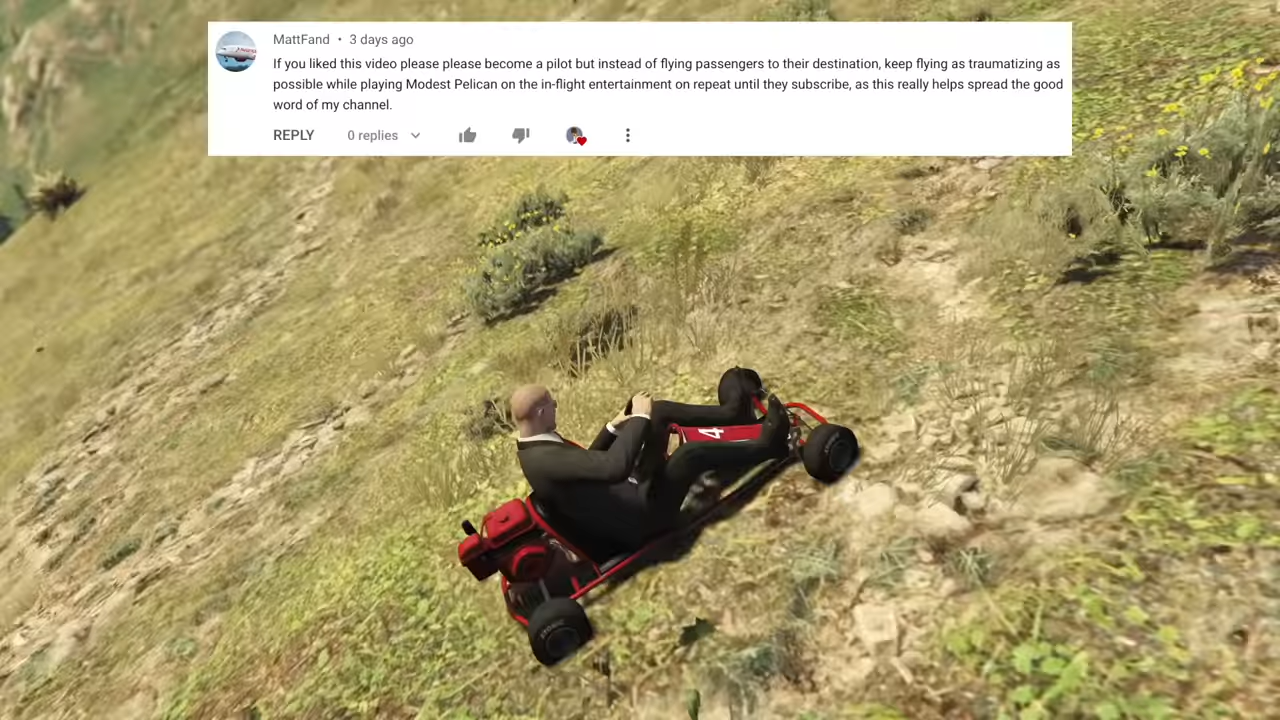 MattFand • 3 days ago
If you liked this video please please become a pilot but instead of flying passengers to their destination, keep flying as traumatizing as
possible while playing Modest Pelican on the in-flight entertainment on repeat until they subscribe, as this really helps spread the good
word of my channel.
REPLY 0 replies
4
ATOMIC